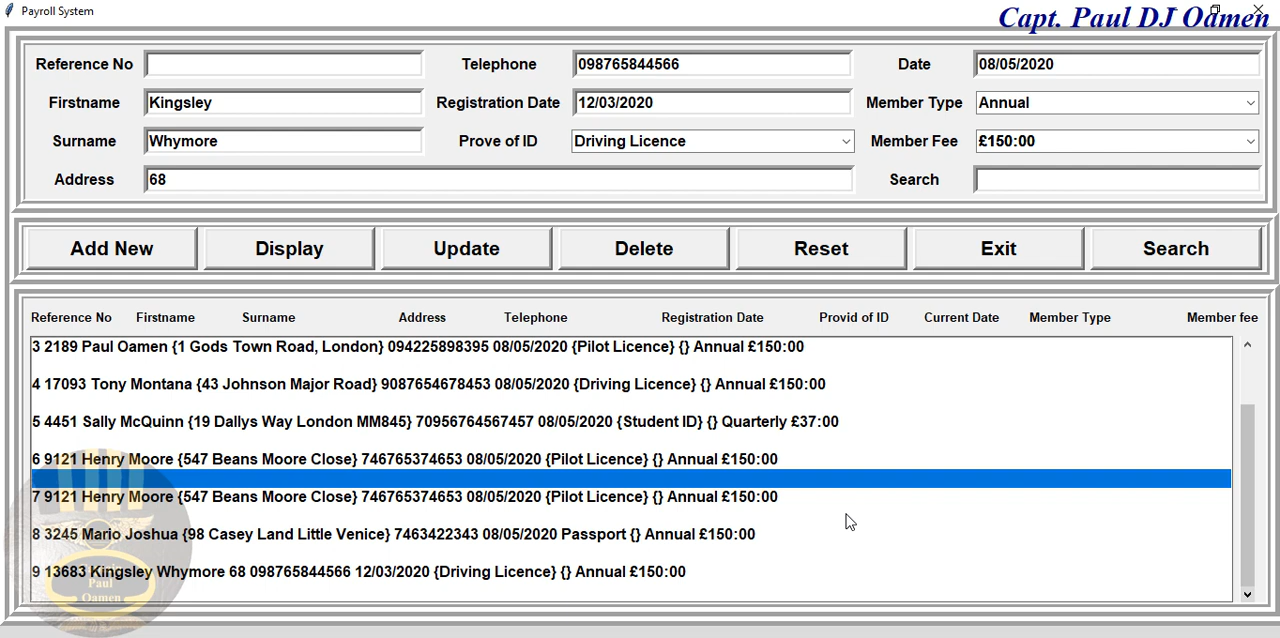 Payroll System
Capt. Paul DJ Oamen
Reference No Telephone 098765844566 Date 08/05/2020
Firstname Kingsley Registration Date 12/03/2020 Member Type Annual
Surname Whymore Prove of ID Driving Licence Member Fee £150:00
Address 68 Search
Add New Display Update Delete Reset Exit Search
Reference No Firstname Surname Address Telephone Registration Date Provid of ID Current Date Member Type Member fee
3 2189 Paul Oamen {1 Gods Town Road, London} 094225898395 08/05/2020 {Pilot Licence} {} Annual £150:00
4 17093 Tony Montana {43 Johnson Major Road} 9087654678453 08/05/2020 {Driving Licence} {} Annual £150:00
5 4451 Sally McQuinn {19 Dallys Way London MM845} 70956764567457 08/05/2020 {Student ID} {} Quarterly £37:00
6 9121 Henry Moore {547 Beans Moore Close} 746765374653 08/05/2020 {Pilot Licence} {} Annual £150:00
7 9121 Henry Moore {547 Beans Moore Close} 746765374653 08/05/2020 {Pilot Licence} {} Annual £150:00
8 3245 Mario Joshua {98 Casey Land Little Venice} 7463422343 08/05/2020 Passport {} Annual £150:00
9 13683 Kingsley Whymore 68 098765844566 12/03/2020 {Driving Licence} {} Annual £150:00
Paul
Oamen